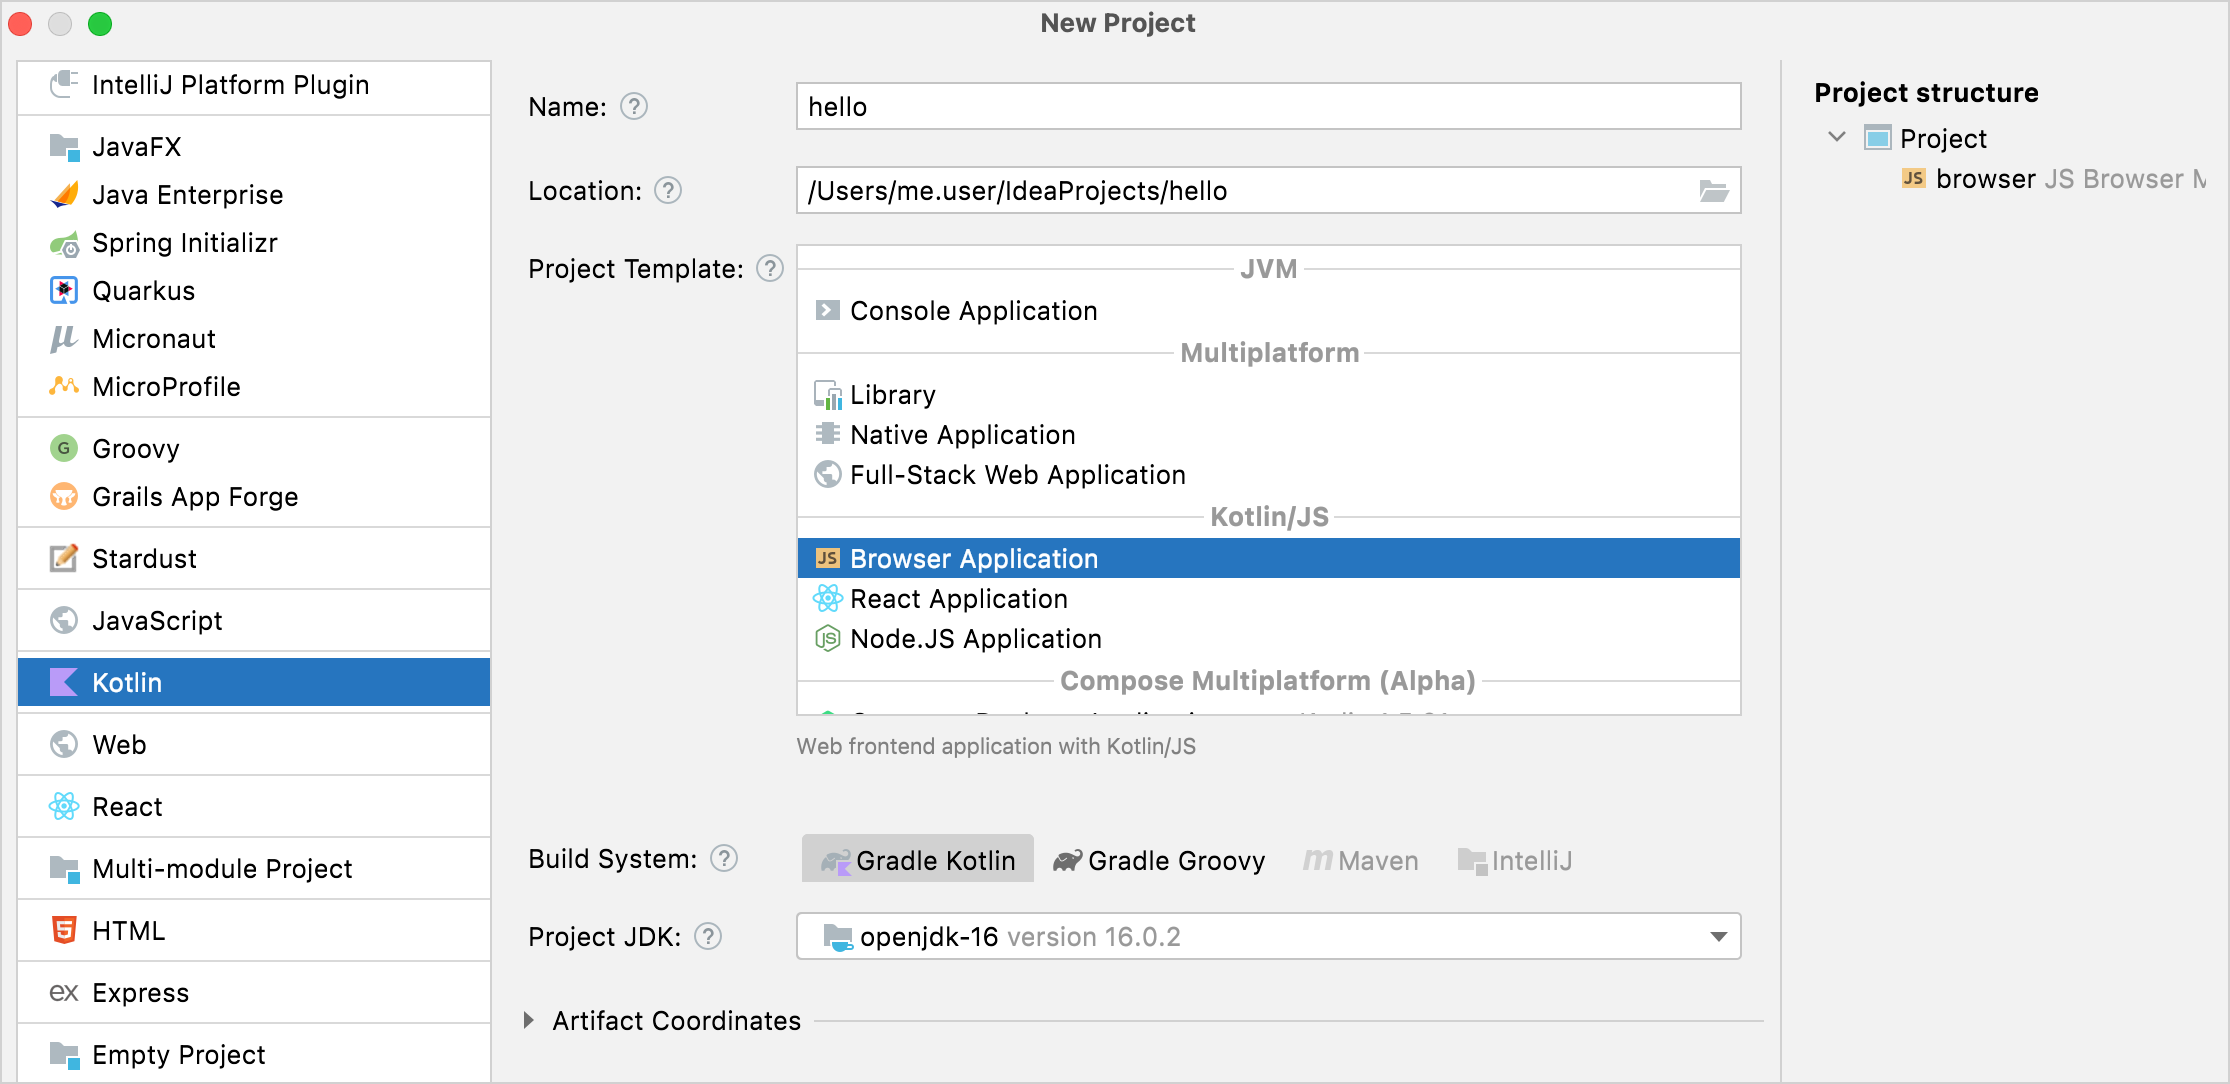 New Project
IntelliJ Platform Plugin
JavaFX
Java Enterprise
Spring Initializr
Quarkus
Micronaut
MicroProfile
Groovy
Grails App Forge
Stardust
JavaScript
Kotlin
Web
React
Multi-module Project
HTML
Express
Empty Project
Name:
hello
Location:
/Users/me.user/IdeaProjects/hello
Project Template:
JVM
Console Application
Multiplatform
Library
Native Application
Full-Stack Web Application
Kotlin/JS
Browser Application
React Application
Node.JS Application
Compose Multiplatform (Alpha)
Web frontend application with Kotlin/JS
Build System:
Gradle Kotlin
Gradle Groovy
Maven
IntelliJ
Project JDK:
openjdk-16 version 16.0.2
Artifact Coordinates
Project structure
Project
browser JS Browser